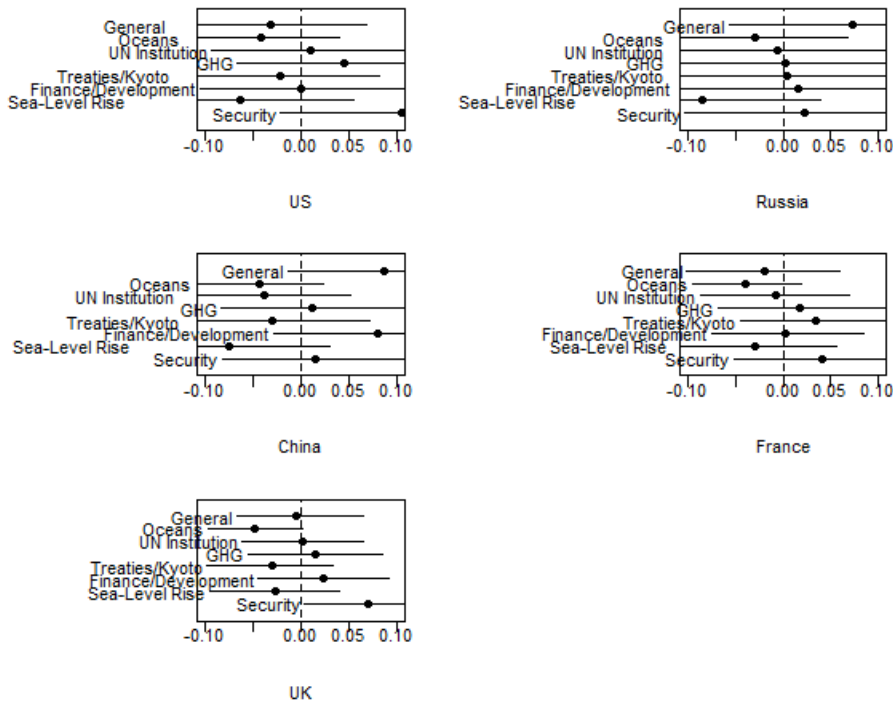 General
Oceans
UN Institution
GHG
Treaties/Kyoto
Finance/Development
Sea-Level Rise
Security
-0.10 0.00 0.05 0.10
US
General
Oceans
UN Institution
GHG
Treaties/Kyoto
Finance/Development
Sea-Level Rise
Security
-0.10 0.00 0.05 0.10
Russia
General
Oceans
UN Institution
GHG
Treaties/Kyoto
Finance/Development
Sea-Level Rise
Security
-0.10 0.00 0.05 0.10
China
General
Oceans
UN Institution
GHG
Treaties/Kyoto
Finance/Development
Sea-Level Rise
Security
-0.10 0.00 0.05 0.10
France
General
Oceans
UN Institution
GHG
Treaties/Kyoto
Finance/Development
Sea-Level Rise
Security
-0.10 0.00 0.05 0.10
UK